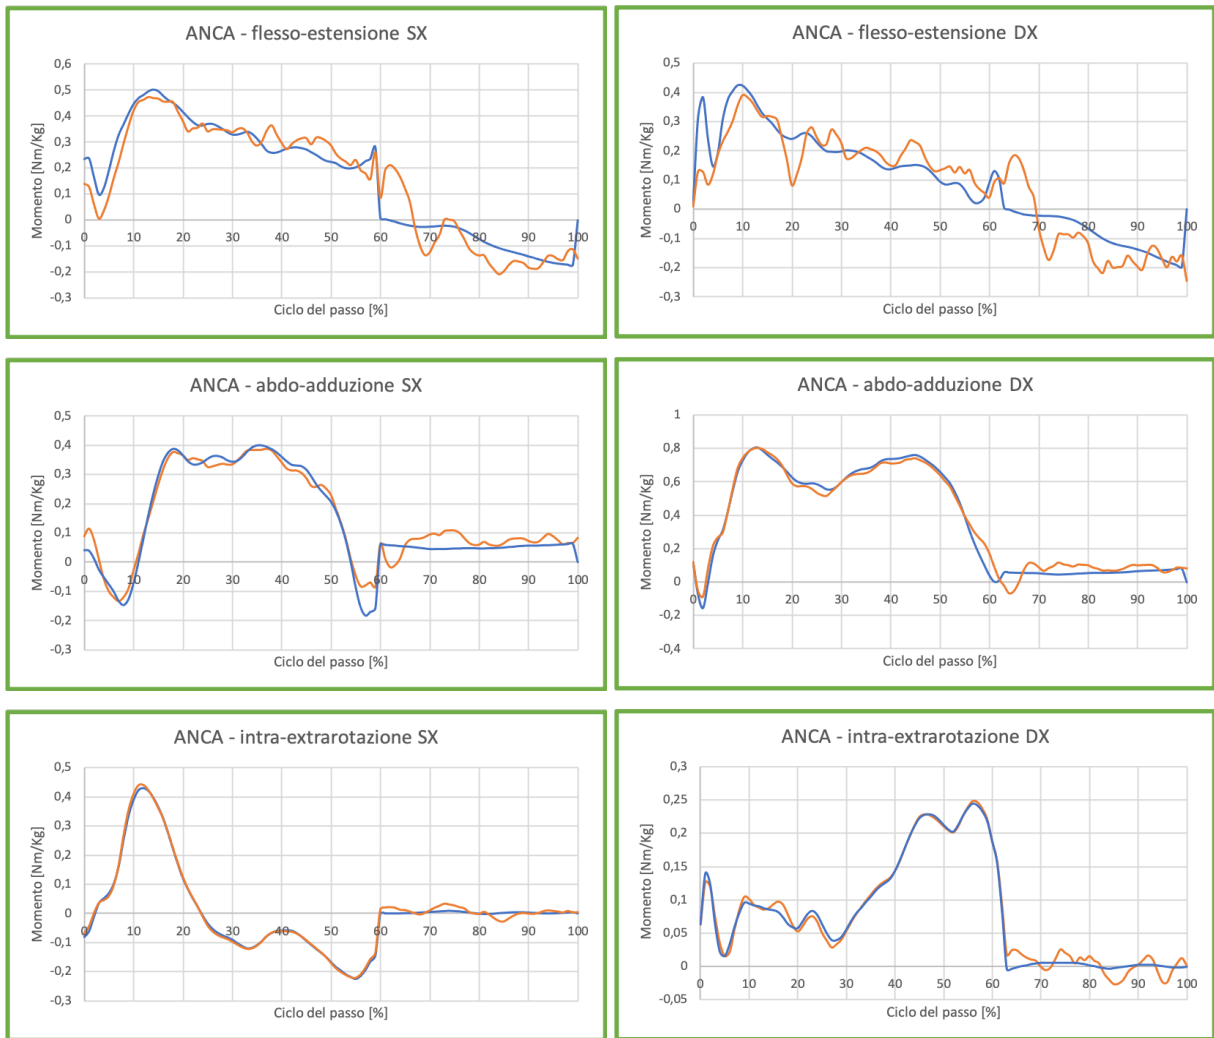 ANCA - flesso-estensione SX
Momento [Nm/Kg]
0,6
0,5
0,4
0,3
0,2
0,1
0
-0,1
-0,2
-0,3
0 10 20 30 40 50 60 70 80 90 100
Ciclo del passo [%]
ANCA - flesso-estensione DX
Momento [Nm/Kg]
0,5
0,4
0,3
0,2
0,1
0
-0,1
-0,2
-0,3
0 10 20 30 40 50 60 70 80 90 100
Ciclo del passo [%]
ANCA - abdo-adduzione SX
Momento [Nm/Kg]
0,5
0,4
0,3
0,2
0,1
0
-0,1
-0,2
-0,3
0 10 20 30 40 50 60 70 80 90 100
Ciclo del passo [%]
ANCA - abdo-adduzione DX
Momento [Nm/Kg]
1
0,8
0,6
0,4
0,2
0
-0,2
-0,4
0 10 20 30 40 50 60 70 80 90 100
Ciclo del passo [%]
ANCA - intra-extrarotazione SX
Momento [Nm/Kg]
0,5
0,4
0,3
0,2
0,1
0
-0,1
-0,2
-0,3
0 10 20 30 40 50 60 70 80 90 100
Ciclo del passo [%]
ANCA - intra-extrarotazione DX
Momento [Nm/Kg]
0,3
0,25
0,2
0,15
0,1
0,05
0
-0,05
0 10 20 30 40 50 60 70 80 90 100
Ciclo del passo [%]